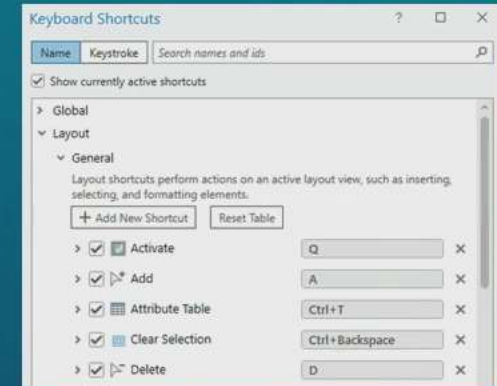 Keyboard Shortcuts
Name Keystroke Search names and ids
Show currently active shortcuts
Global
Layout
General
Layout shortcuts perform actions on an active layout view, such as inserting,
selecting, and formatting elements.
+ Add New Shortcut Reset Table
Activate Q
Add A
Attribute Table Ctrl+T
Clear Selection Ctrl+Backspace
Delete D